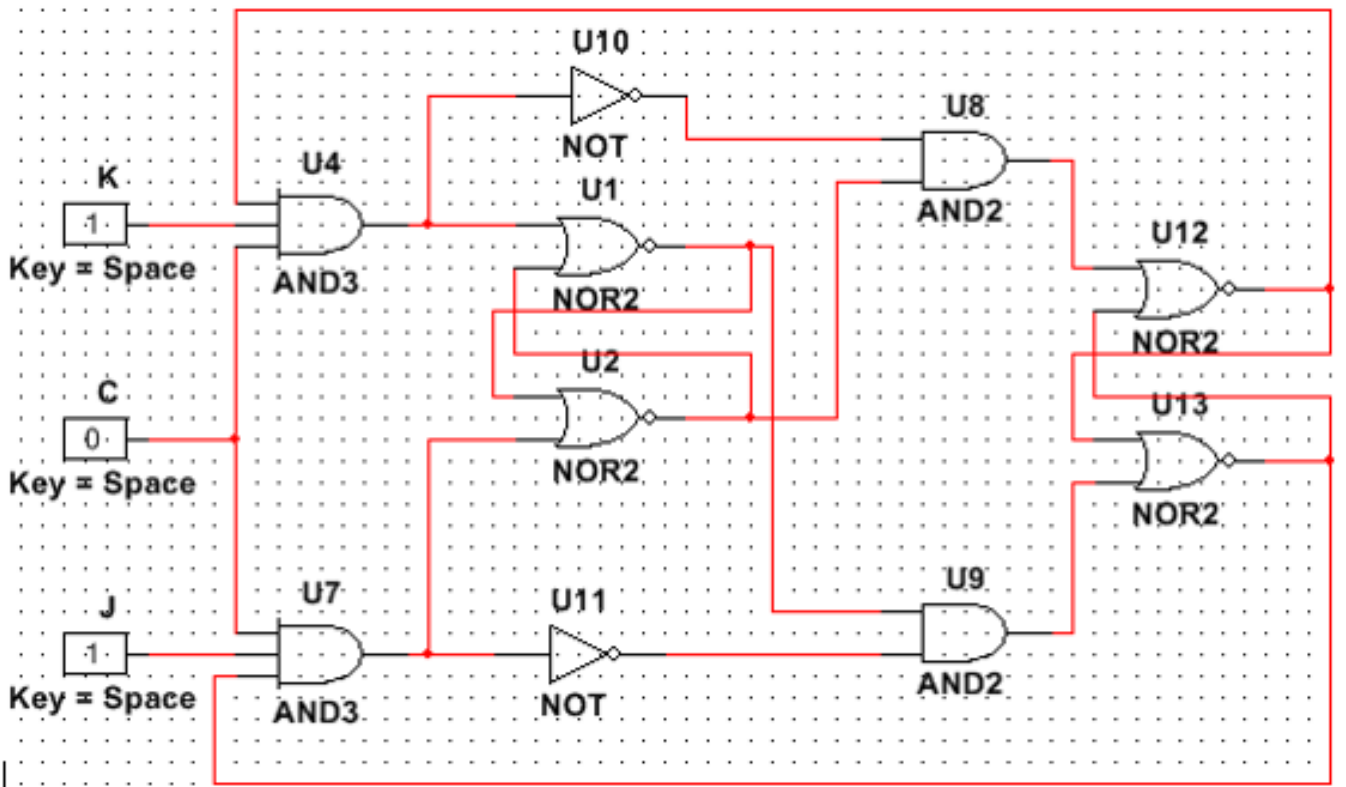 U10
NOT
U8
AND2
K
1
Key = Space
U4
AND3
U1
NOR2
U12
NOR2
C
0
Key = Space
U2
NOR2
U13
NOR2
J
1
Key = Space
U7
AND3
U11
NOT
U9
AND2